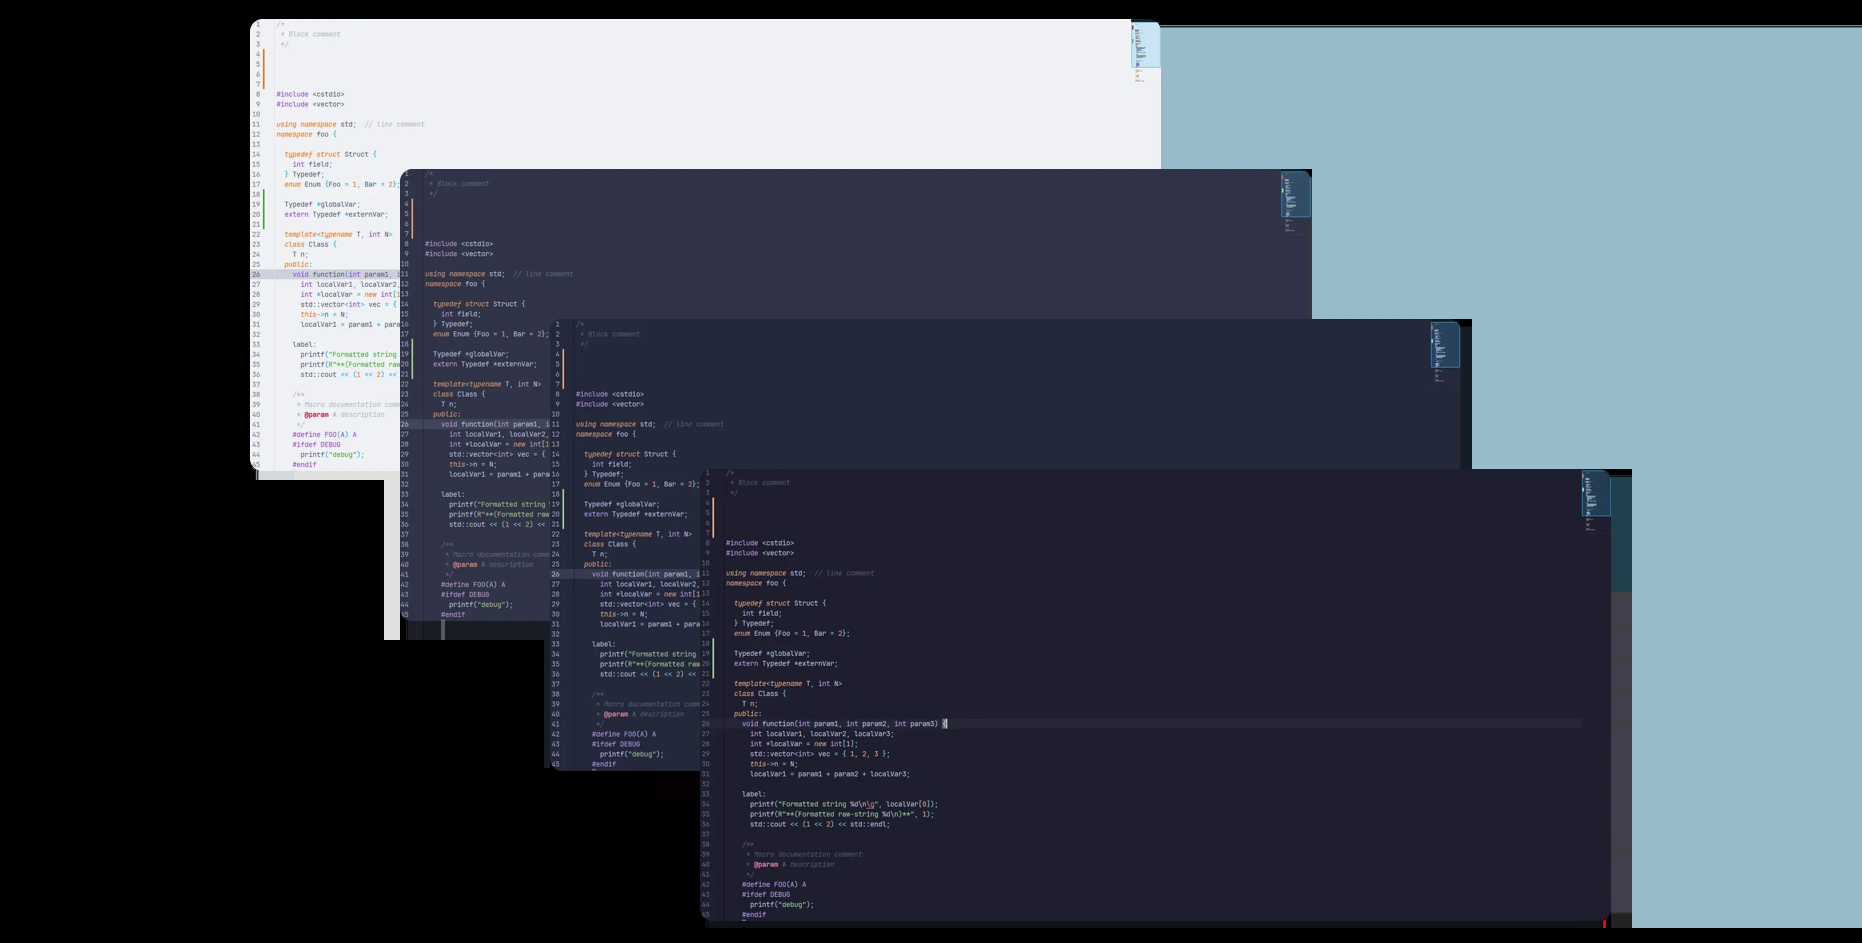 1 /*
2 * Block comment
3 */
4
5
6
7
8 #include <cstdio>
9 #include <vector>
10
11 using namespace std; // line comment
12 namespace foo {
13
14 typedef struct Struct {
15 int field;
16 } Typedef;
17 enum Enum {Foo = 1, Bar = 2};
18
19 Typedef *globalVar;
20 extern Typedef *externVar;
21
22 template<typename T, int N>
23 class Class {
24 T n;
25 public:
26 void function(int param1, i
27 int localVar1, localVar2
28 int *localVar = new int[
29 std::vector<int> vec = {
30 this->n = N;
31 localVar1 = param1 + para
32
33 label:
34 printf("Formatted string
35 printf(R"**(Formatted raw
36 std::cout << (1 << 2) <<
37
38 /**
39 * Macro documentation com
40 * @param A description
41 */
42 #define FOO(A) A
43 #ifdef DEBUG
44 printf("debug");
45 #endif
1 /*
2 * Block comment
3 */
4
5
6
7
8 #include <cstdio>
9 #include <vector>
10
11 using namespace std; // line comment
12 namespace foo {
13
14 typedef struct Struct {
15 int field;
16 } Typedef;
17 enum Enum {Foo = 1, Bar = 2};
18
19 Typedef *globalVar;
20 extern Typedef *externVar;
21
22 template<typename T, int N>
23 class Class {
24 T n;
25 public:
26 void function(int param1, i
27 int localVar1, localVar2,
28 int *localVar = new int[1
29 std::vector<int> vec = {
30 this->n = N;
31 localVar1 = param1 + para
32
33 label:
34 printf("Formatted string
35 printf(R"**(Formatted raw
36 std::cout << (1 << 2) <<
37
38 /**
39 * Macro documentation comme
40 * @param A description
41 */
42 #define FOO(A) A
43 #ifdef DEBUG
44 printf("debug");
45 #endif
1 /*
2 * Block comment
3 */
4
5
6
7
8 #include <cstdio>
9 #include <vector>
10
11 using namespace std; // line comment
12 namespace foo {
13
14 typedef struct Struct {
15 int field;
16 } Typedef;
17 enum Enum {Foo = 1, Bar = 2};
18
19 Typedef *globalVar;
20 extern Typedef *externVar;
21
22 template<typename T, int N>
23 class Class {
24 T n;
25 public:
26 void function(int param1, i
27 int localVar1, localVar2,
28 int *localVar = new int[1
29 std::vector<int> vec = {
30 this->n = N;
31 localVar1 = param1 + para
32
33 label:
34 printf("Formatted string
35 printf(R"**(Formatted raw
36 std::cout << (1 << 2) <<
37
38 /**
39 * Macro documentation comm
40 * @param A description
41 */
42 #define FOO(A) A
43 #ifdef DEBUG
44 printf("debug");
45 #endif
1 /*
2 * Block comment
3 */
4
5
6
7
8 #include <cstdio>
9 #include <vector>
10
11 using namespace std; // line comment
12 namespace foo {
13
14 typedef struct Struct {
15 int field;
16 } Typedef;
17 enum Enum {Foo = 1, Bar = 2};
18
19 Typedef *globalVar;
20 extern Typedef *externVar;
21
22 template<typename T, int N>
23 class Class {
24 T n;
25 public:
26 void function(int param1, int param2, int param3) {
27 int localVar1, localVar2, localVar3;
28 int *localVar = new int[1];
29 std::vector<int> vec = { 1, 2, 3 };
30 this->n = N;
31 localVar1 = param1 + param2 + localVar3;
32
33 label:
34 printf("Formatted string %d\n\g", localVar[0]);
35 printf(R"**(Formatted raw-string %d\n)**", 1);
36 std::cout << (1 << 2) << std::endl;
37
38 /**
39 * Macro documentation comment
40 * @param A description
41 */
42 #define FOO(A) A
43 #ifdef DEBUG
44 printf("debug");
45 #endif